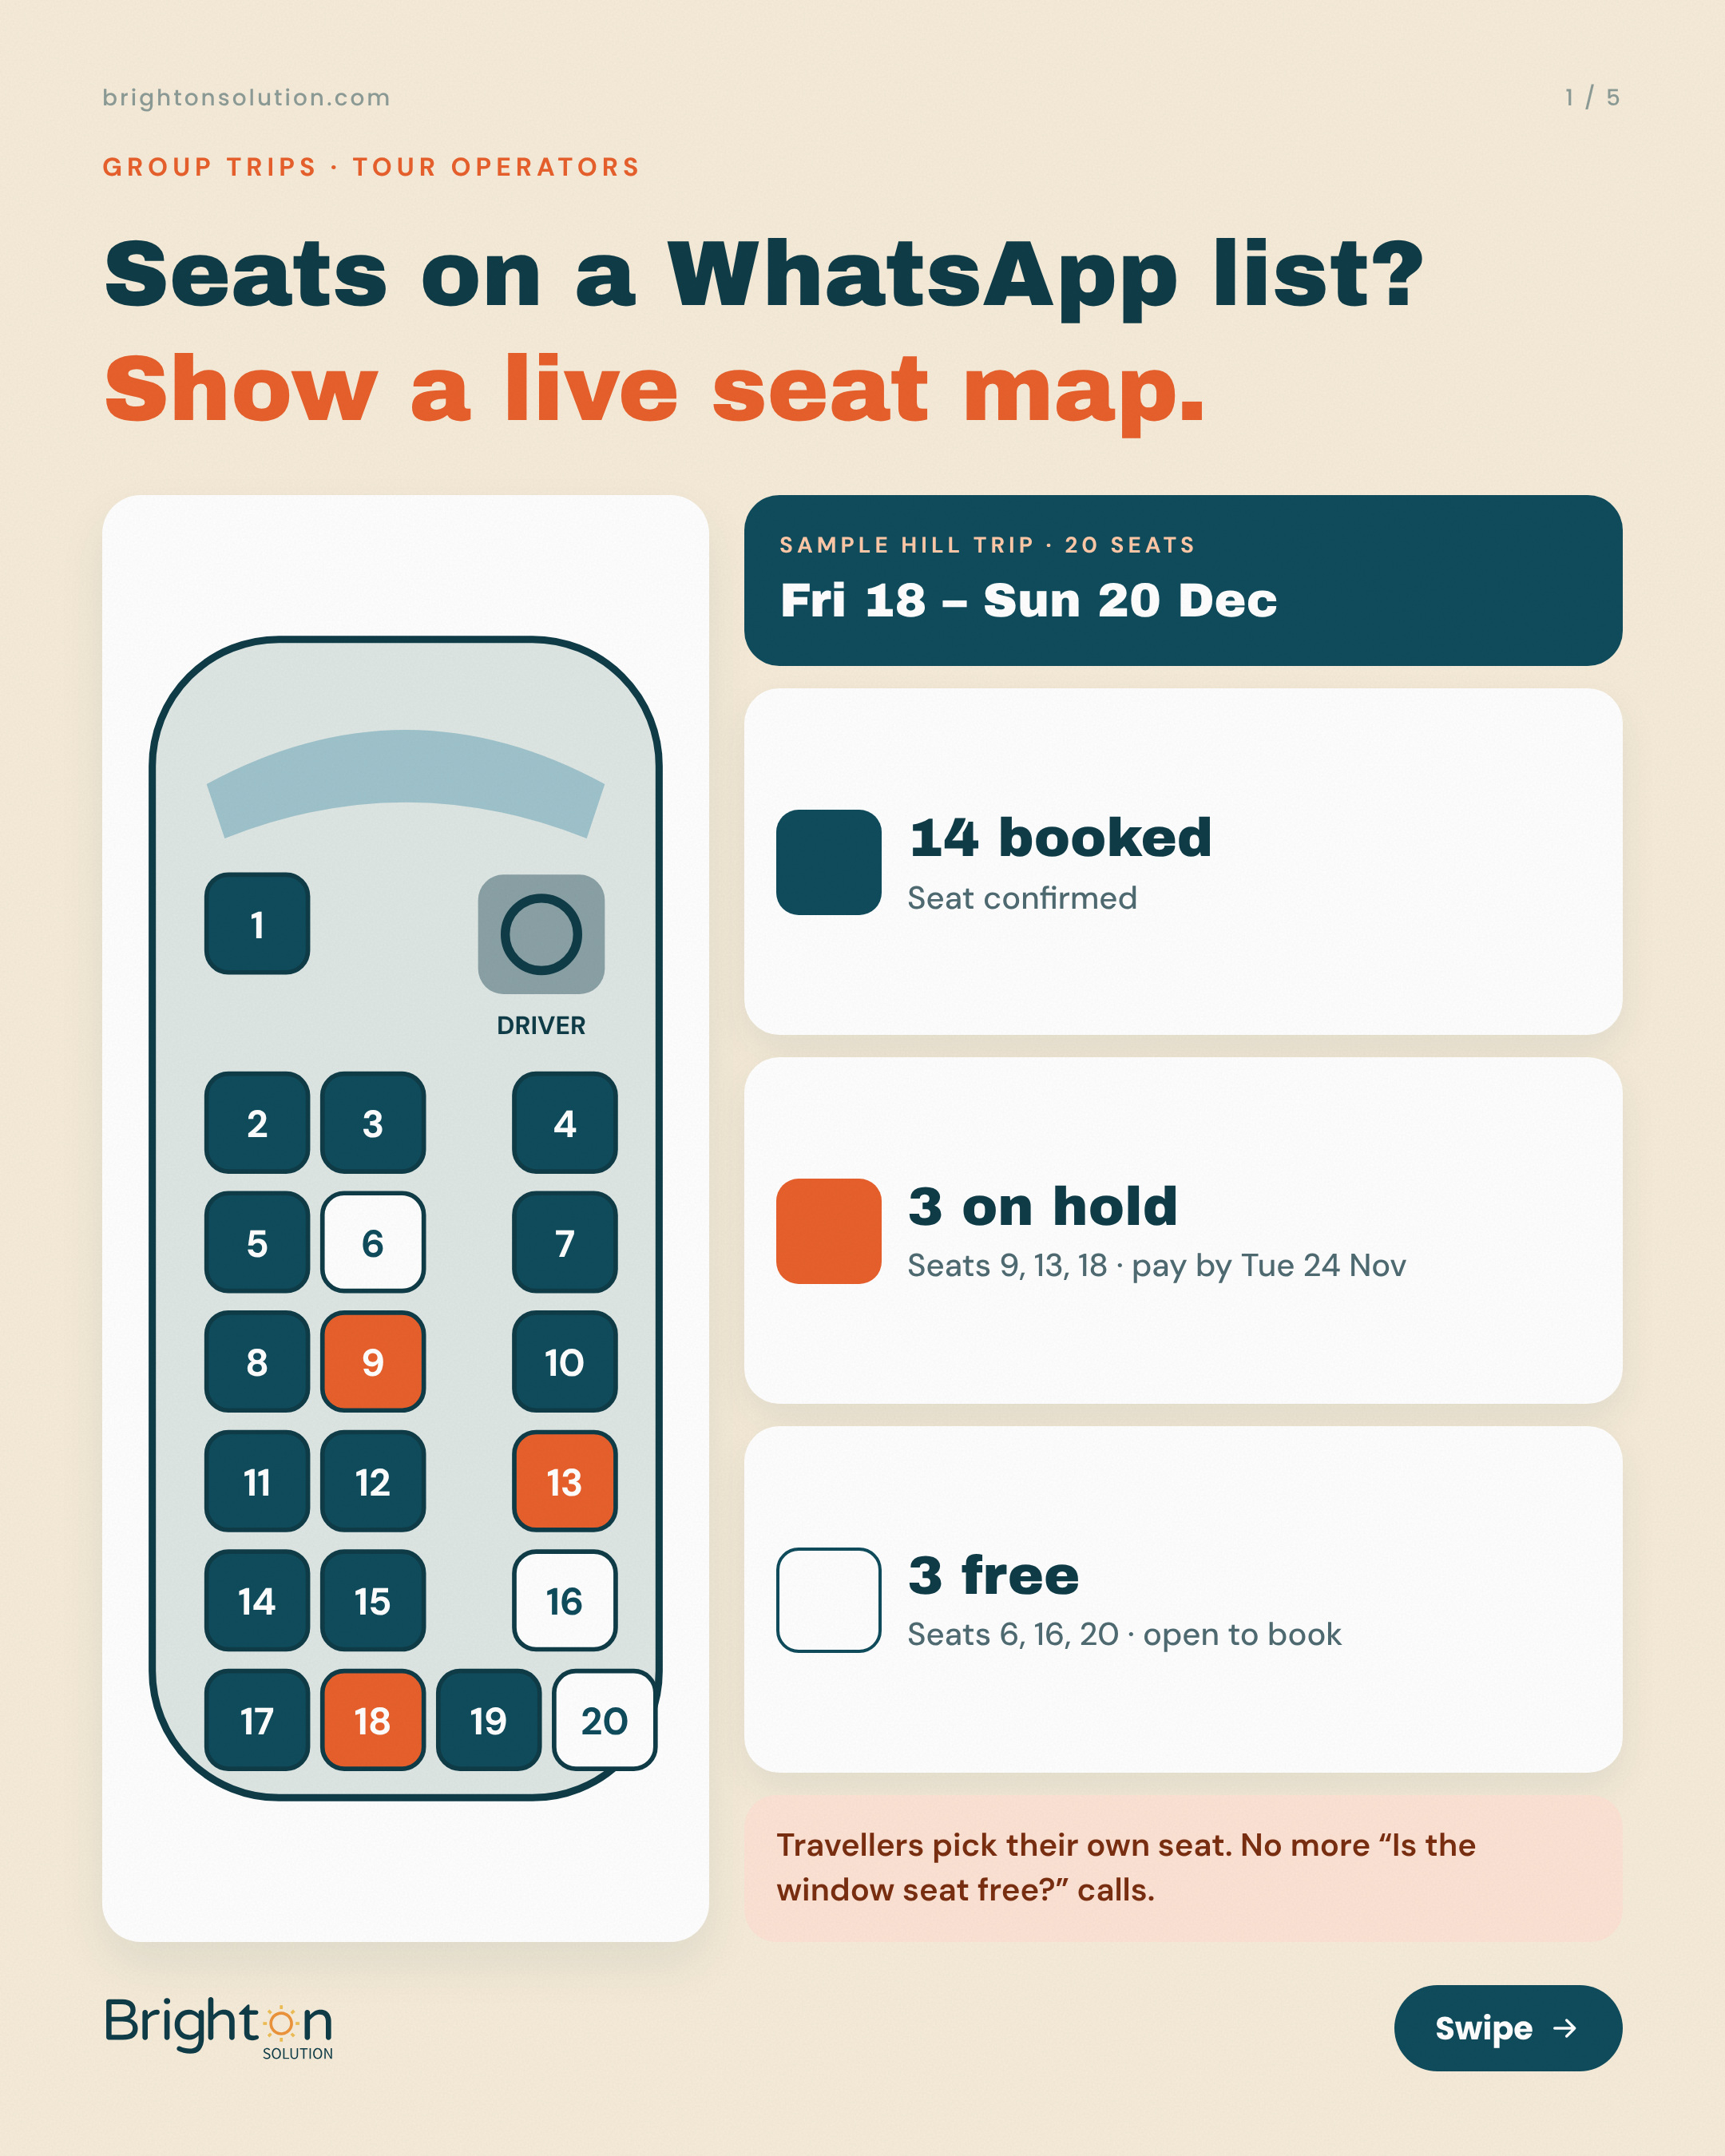 brightonsolution.com
1 / 5
GROUP TRIPS · TOUR OPERATORS
Seats on a WhatsApp list?
Show a live seat map.
1
DRIVER
2 3 4
5 6 7
8 9 10
11 12 13
14 15 16
17 18 19 20
SAMPLE HILL TRIP · 20 SEATS
Fri 18 – Sun 20 Dec
14 booked
Seat confirmed
3 on hold
Seats 9, 13, 18 · pay by Tue 24 Nov
3 free
Seats 6, 16, 20 · open to book
Travellers pick their own seat. No more “Is the
window seat free?” calls.
Brighton
SOLUTION
Swipe →